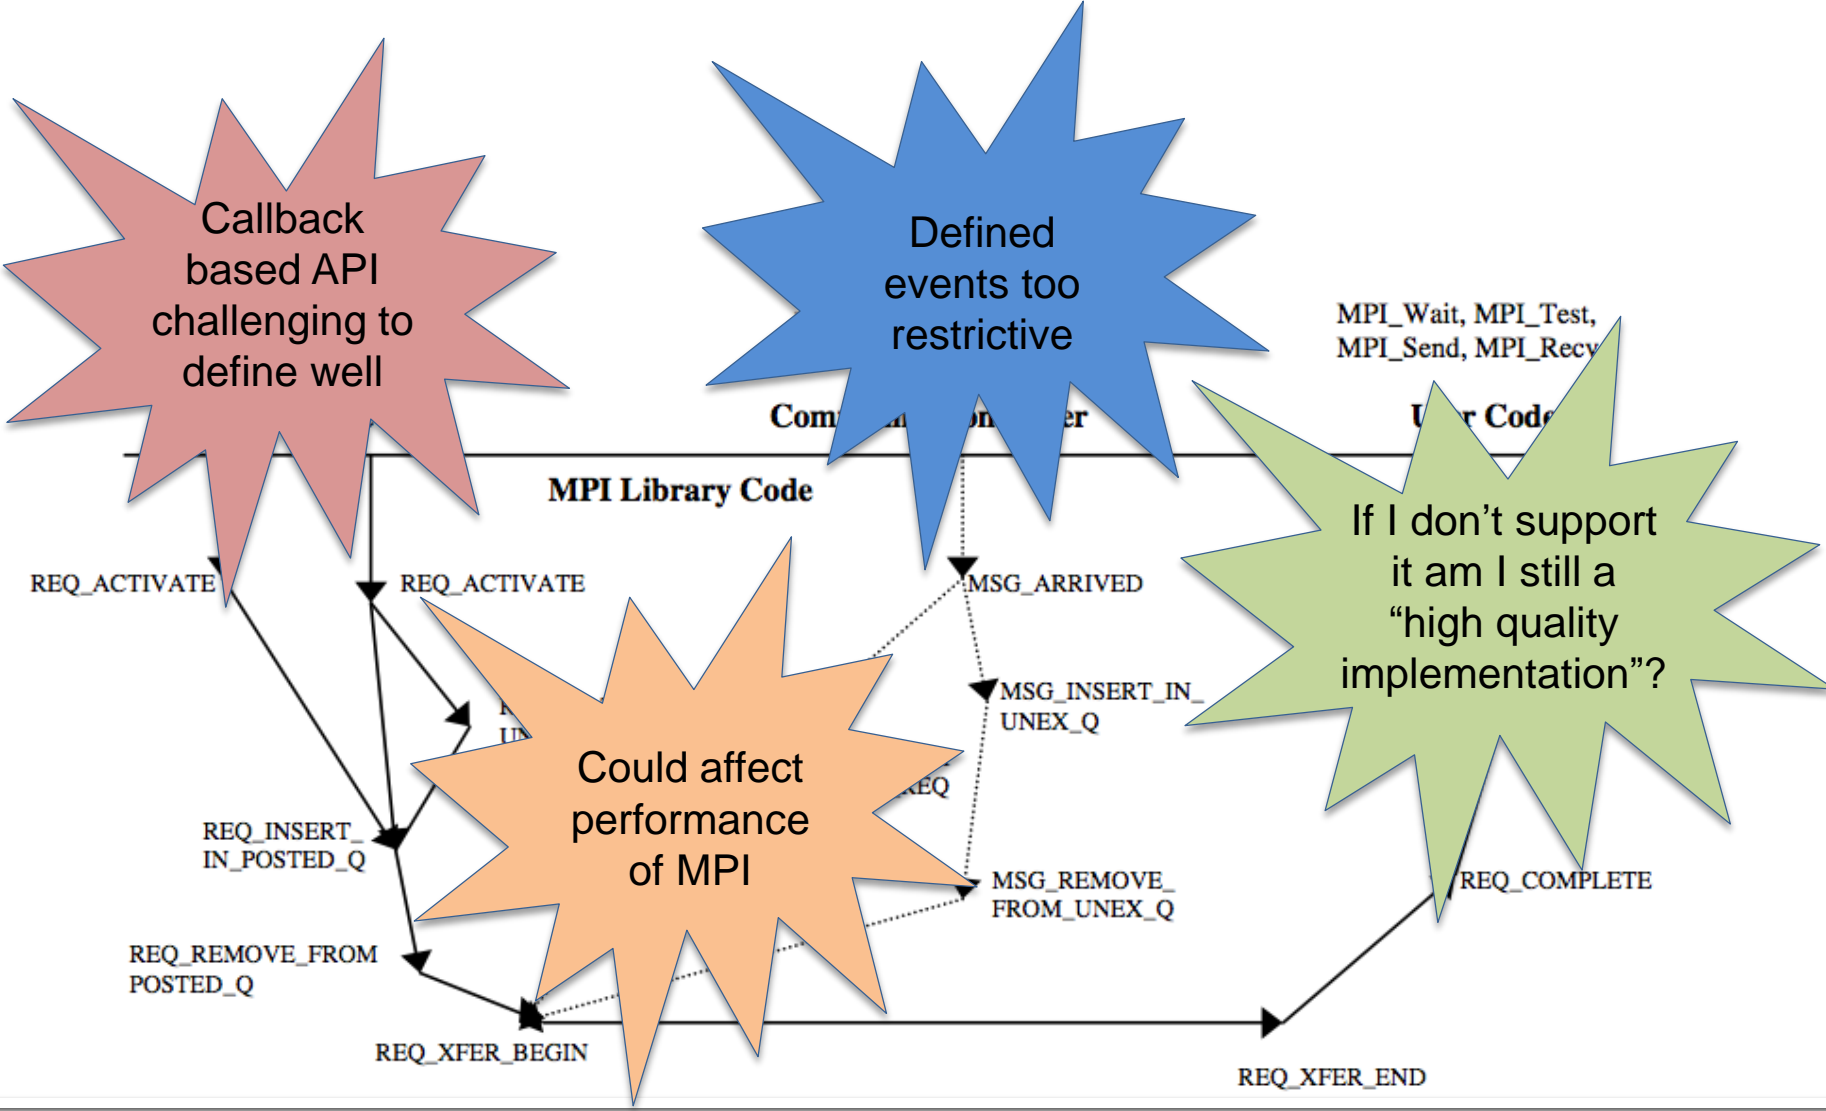 Callback
based API
challenging to
define well
Defined
events too
restrictive
MPI_Wait, MPI_Test,
MPI_Send, MPI_Recv
Code
MPI Library Code
If I don’t support
it am I still a
“high quality
implementation”?
REQ_ACTIVATE
REQ_ACTIVATE
MSG_ARRIVED
MSG_INSERT_IN_
UNEX_Q
Could affect
performance
of MPI
REQ_INSERT_
IN_POSTED_Q
MSG_REMOVE_
FROM_UNEX_Q
REQ_COMPLETE
REQ_REMOVE_FROM
POSTED_Q
REQ_XFER_BEGIN
REQ_XFER_END